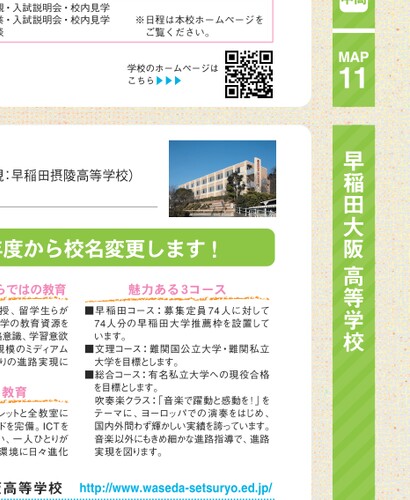 観・入試説明会・校内見学
業・入試説明会・校内見学
談
※日程は本校ホームページを
ご覧ください。
学校のホームページは
こちら▶▶▶
MAP
11
早稲田大阪高等学校
現：早稲田摂陵高等学校）
年度から校名変更します！
らではの教育
授、留学生らが
学の教育資源を
意識、学習意欲
規模のミディアム
りの進路実現に
教育
レットと全教室に
ドを完備。ICTを
い、一人ひとりが
環境に日々進化
魅力ある3コース
■早稲田コース：募集定員74人に対して
74人分の早稲田大学推薦枠を設置して
います。
■文理コース：難関国公立大学・難関私立
大学を目標とします。
■総合コース：有名私立大学への現役合格
を目標とします。
吹奏楽クラス：「音楽で躍動と感動を！」を
テーマに、ヨーロッパでの演奏をはじめ、
国内外問わず輝かしい実績を誇っています。
音楽以外にもきめ細かな進路指導で、進路
実現を図ります。
高等学校
http://www.waseda-setsuryo.ed.jp/